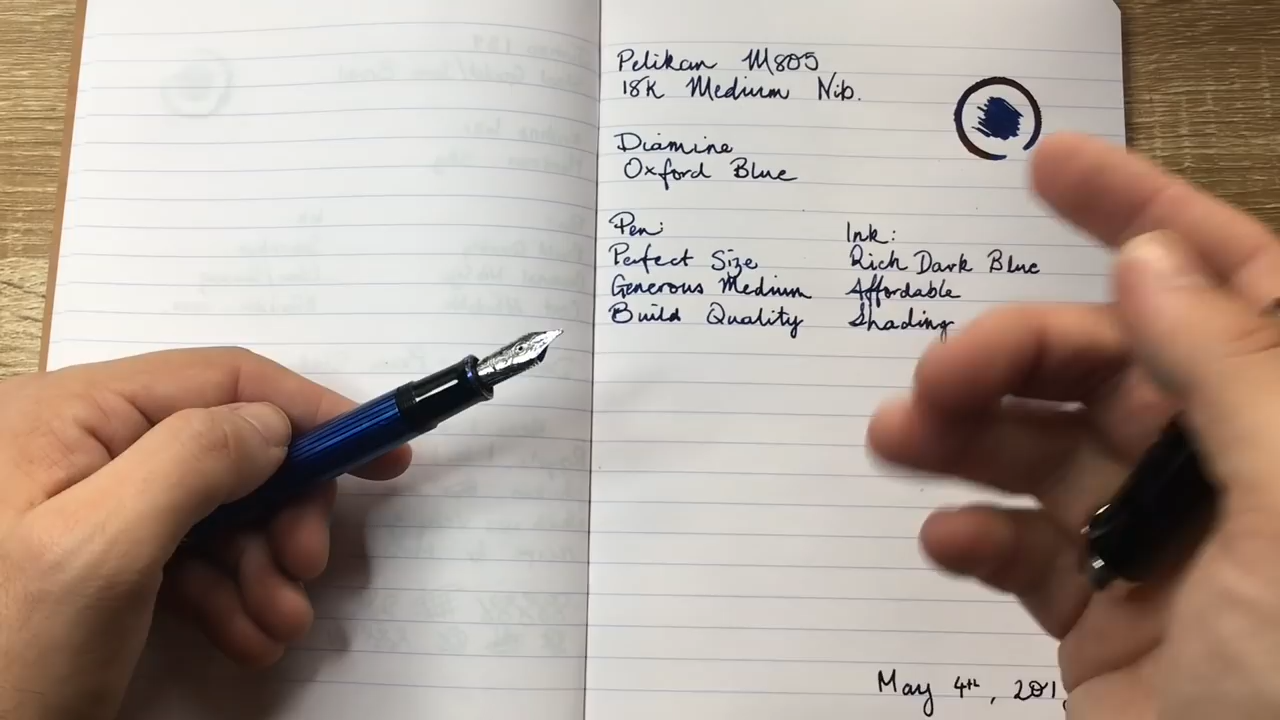 Pelikan M805
18K Medium Nib.
Diamine
Oxford Blue
Pen:
Perfect Size
Generous Medium
Build Quality
Ink:
Rich Dark Blue
Affordable
Shading
May 4th, 201